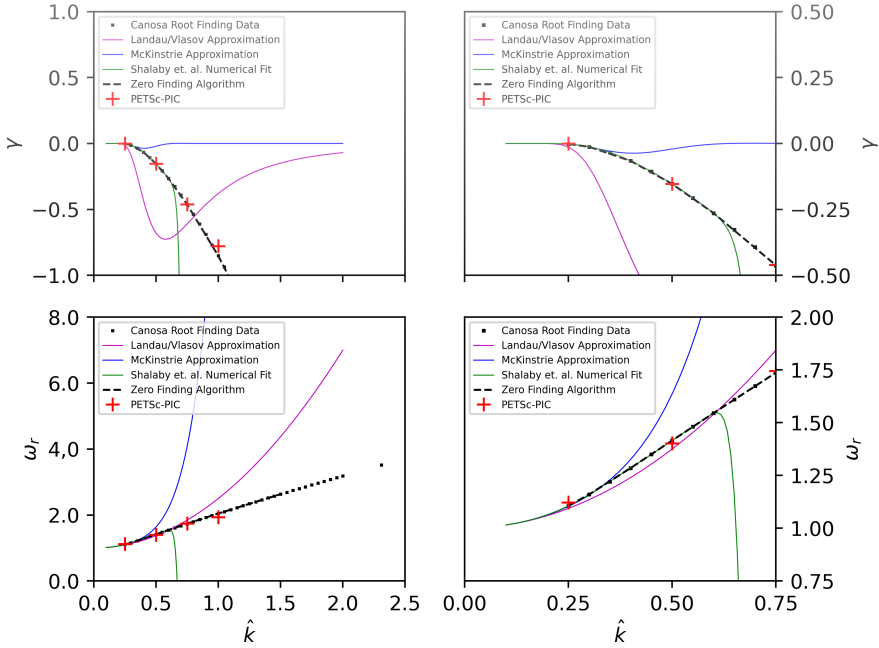 1.0
0.5
0.0
−0.5
−1.0
γ
Canosa Root Finding Data
Landau/Vlasov Approximation
McKinstrie Approximation
Shalaby et. al. Numerical Fit
Zero Finding Algorithm
PETSc-PIC
Canosa Root Finding Data
Landau/Vlasov Approximation
McKinstrie Approximation
Shalaby et. al. Numerical Fit
Zero Finding Algorithm
PETSc-PIC
0.50
0.25
0.00
−0.25
−0.50
γ
8.0
6.0
4.0
2.0
0.0
ω_r
Canosa Root Finding Data
Landau/Vlasov Approximation
McKinstrie Approximation
Shalaby et. al. Numerical Fit
Zero Finding Algorithm
PETSc-PIC
0.0 0.5 1.0 1.5 2.0 2.5
k̂
Canosa Root Finding Data
Landau/Vlasov Approximation
McKinstrie Approximation
Shalaby et. al. Numerical Fit
Zero Finding Algorithm
PETSc-PIC
2.00
1.75
1.50
1.25
1.00
0.75
ω_r
0.00 0.25 0.50 0.75
k̂